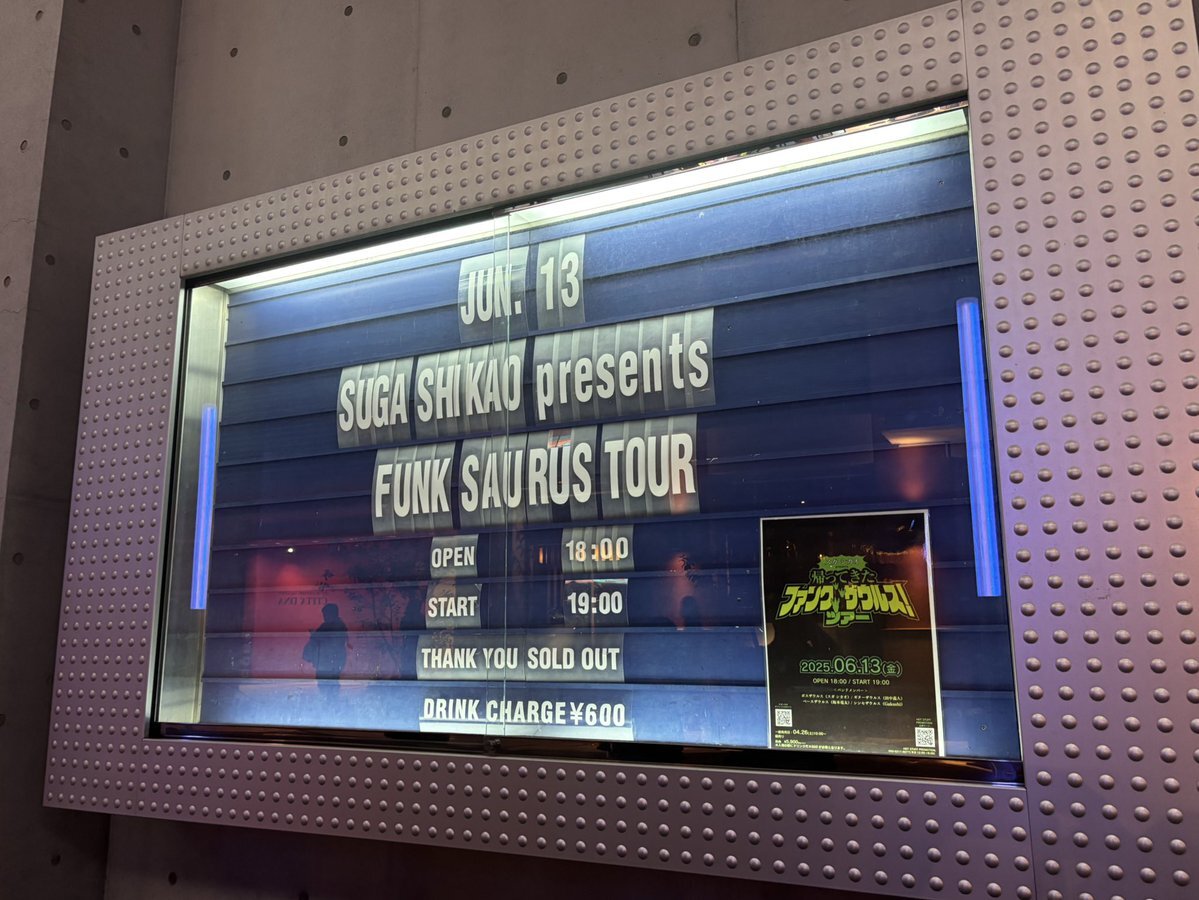 JUN. 13
SUGA SHIKAO presents
FUNK SAURUS TOUR
OPEN 18:00
START 19:00
THANK YOU SOLD OUT
DRINK CHARGE ¥600
帰ってきた
ファンクザウルス!
ツアー
2025.06.13(金)
OPEN 18:00 / START 19:00